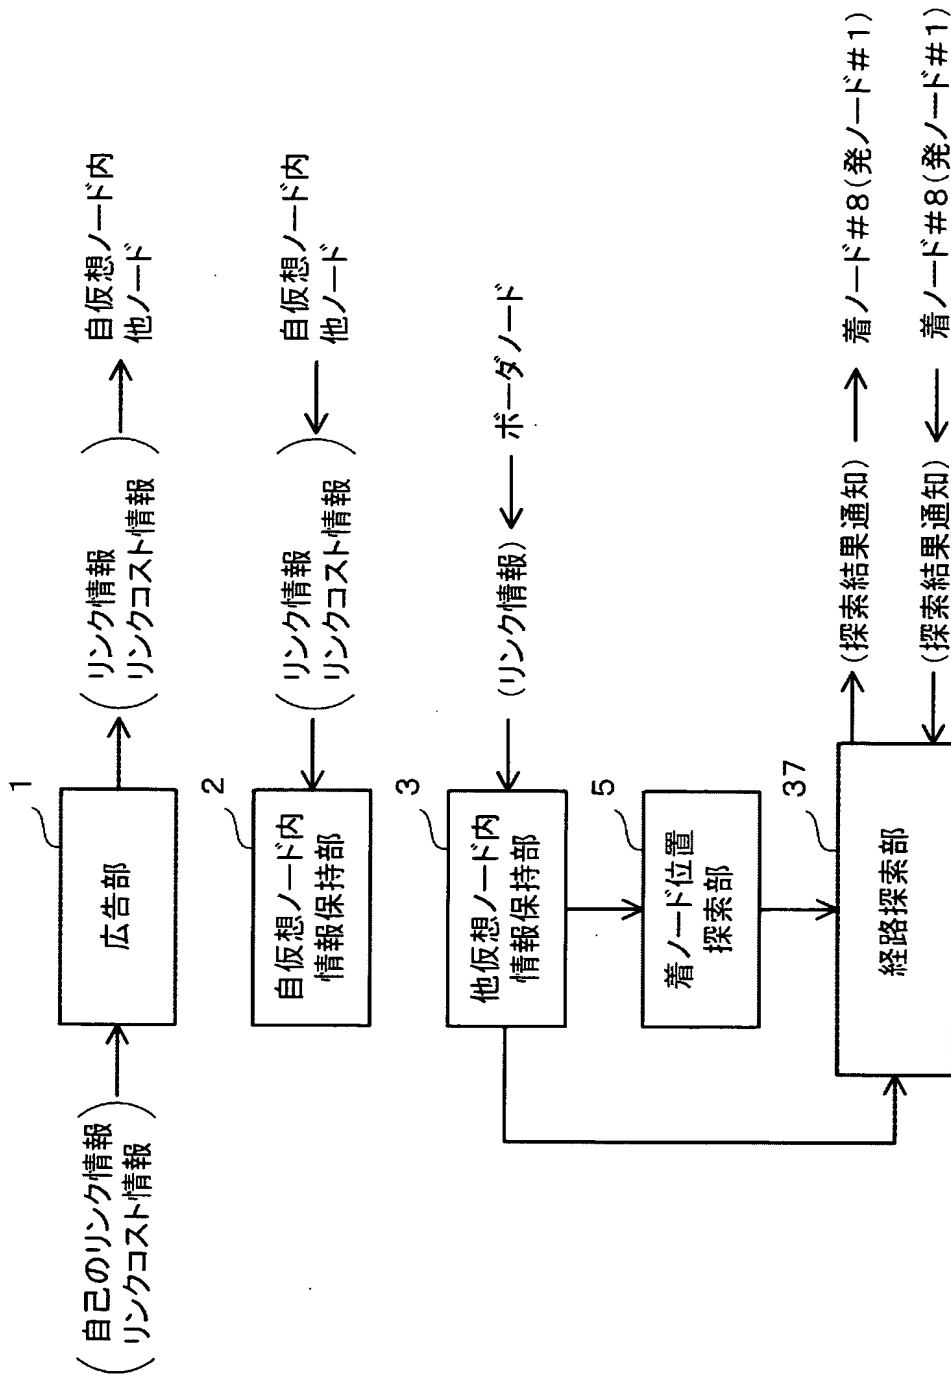 (自己のリンク情報
リンクコスト情報)
1
広告部
(リンク情報
リンクコスト情報)
自仮想ノード内
他ノード
2
自仮想ノード内
情報保持部
(リンク情報
リンクコスト情報)
自仮想ノード内
他ノード
3
他仮想ノード内
情報保持部
(リンク情報)
ボーダノード
5
着ノード位置
探索部
37
経路探索部
(探索結果通知)
着ノード#8(発ノード#1)
(探索結果通知)
着ノード#8(発ノード#1)